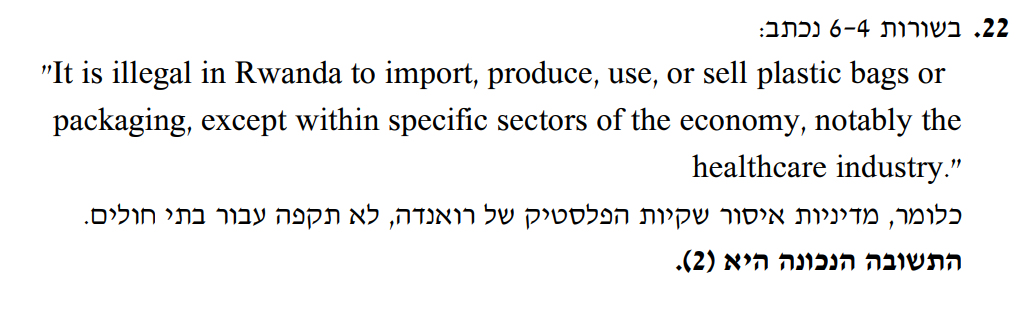 22. בשורות 6-4 נכתב:
"It is illegal in Rwanda to import, produce, use, or sell plastic bags or
packaging, except within specific sectors of the economy, notably the
healthcare industry."
כלומר, מדיניות איסור שקיות הפלסטיק של רואנדה, לא תקפה עבור בתי חולים.
התשובה הנכונה היא (2).